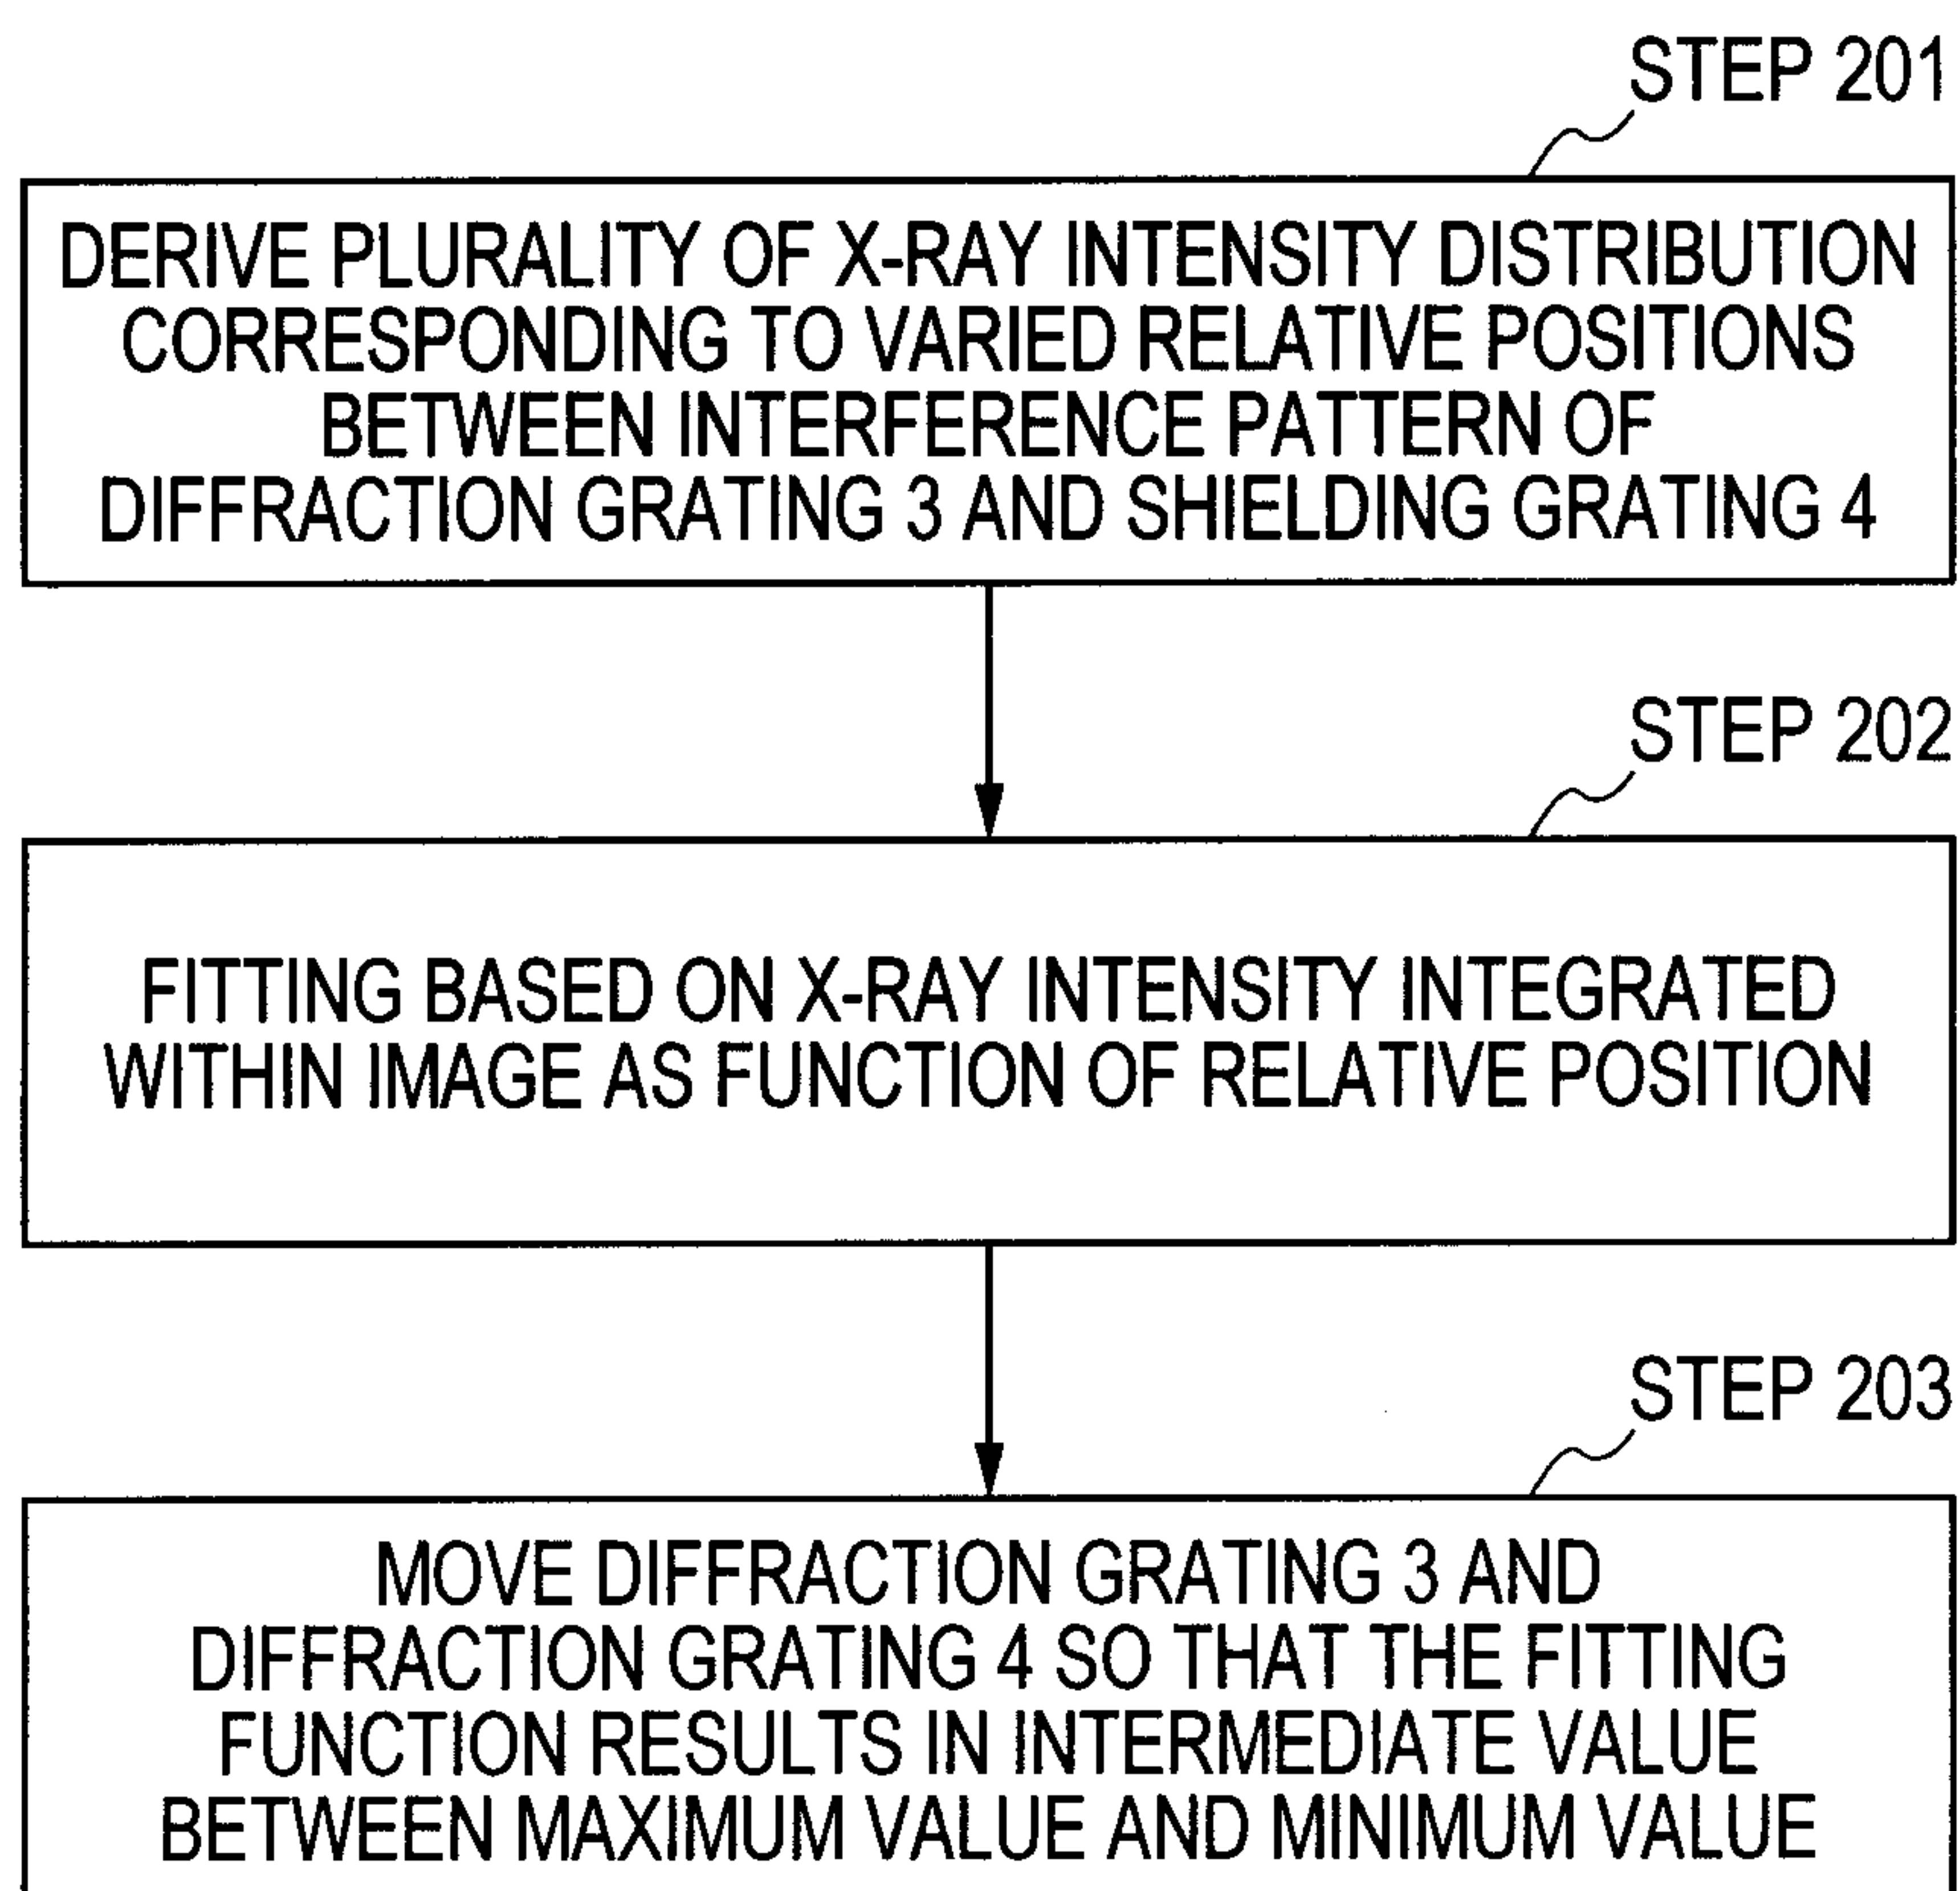 STEP 201
DERIVE PLURALITY OF X-RAY INTENSITY DISTRIBUTION
CORRESPONDING TO VARIED RELATIVE POSITIONS
BETWEEN INTERFERENCE PATTERN OF
DIFFRACTION GRATING 3 AND SHIELDING GRATING 4
STEP 202
FITTING BASED ON X-RAY INTENSITY INTEGRATED
WITHIN IMAGE AS FUNCTION OF RELATIVE POSITION
STEP 203
MOVE DIFFRACTION GRATING 3 AND
DIFFRACTION GRATING 4 SO THAT THE FITTING
FUNCTION RESULTS IN INTERMEDIATE VALUE
BETWEEN MAXIMUM VALUE AND MINIMUM VALUE